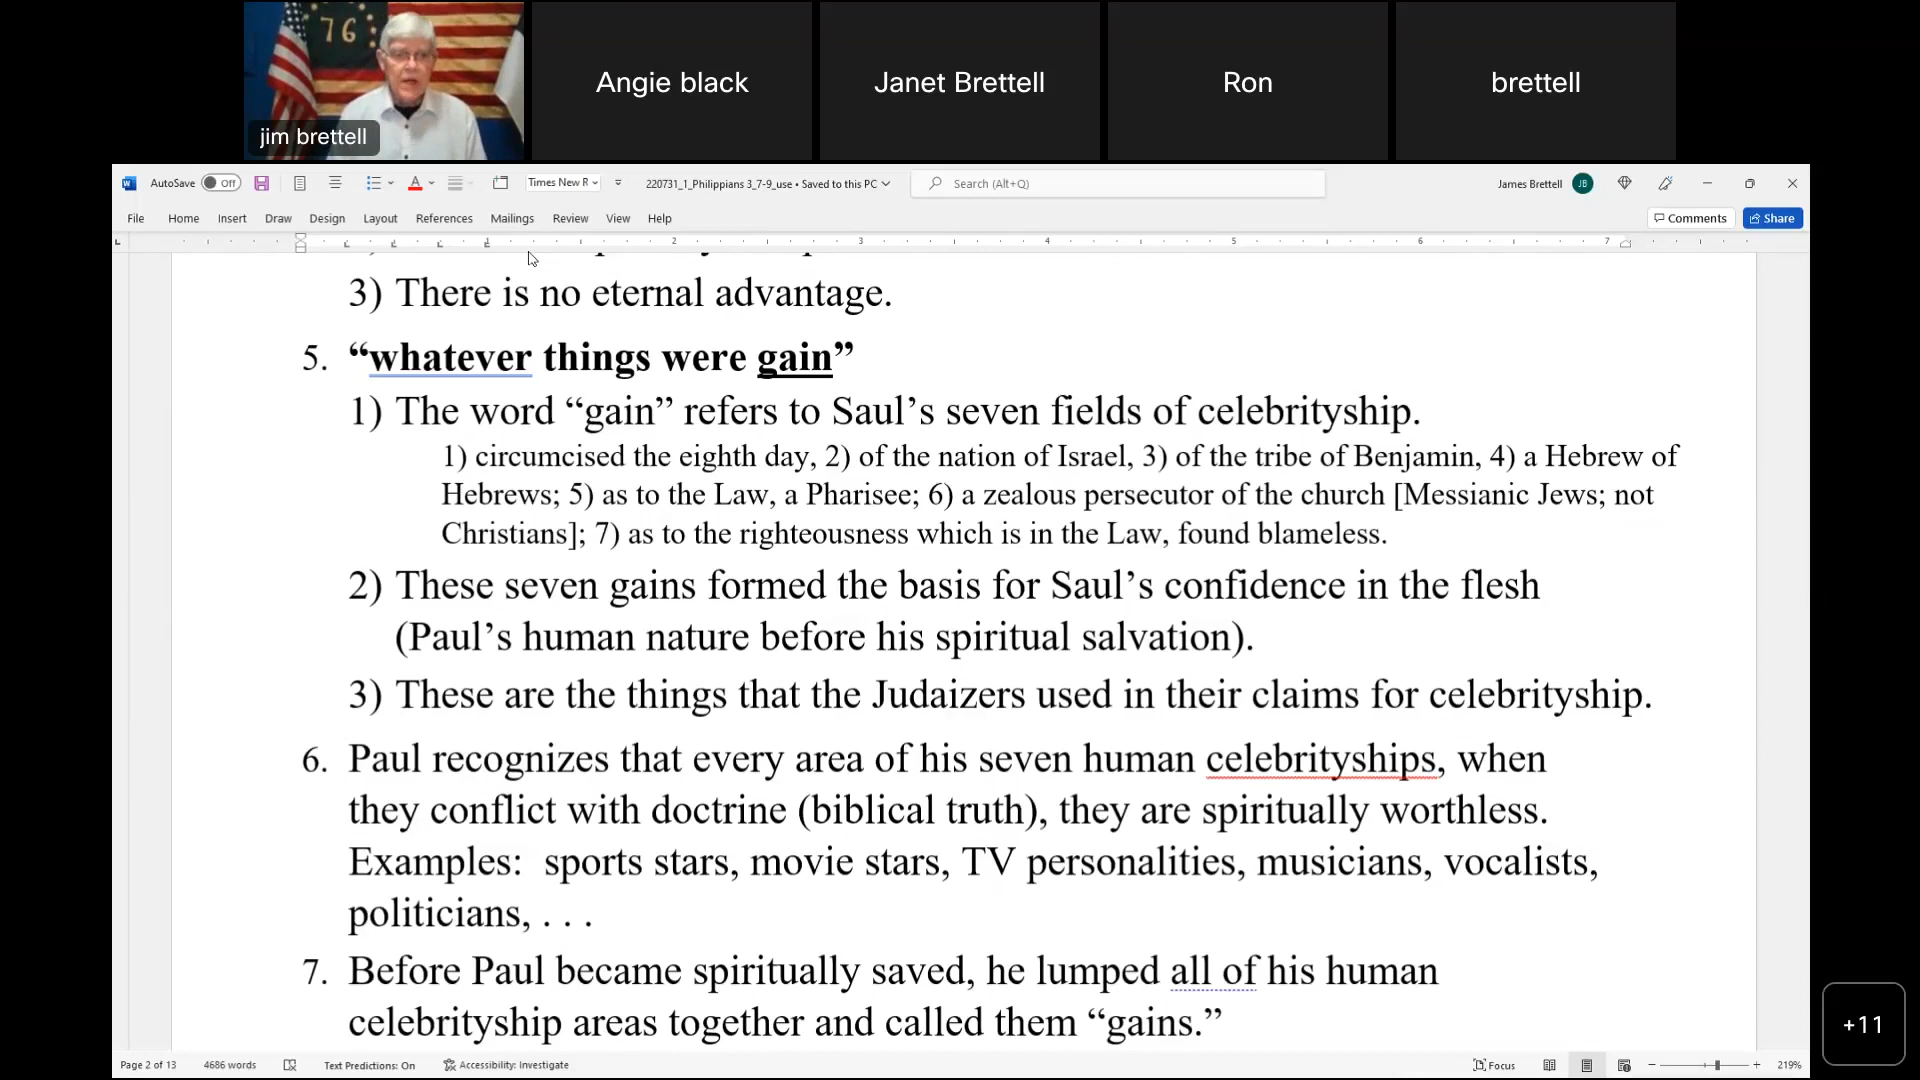 76
jim brettell
Angie black
Janet Brettell
Ron
brettell
AutoSave Off
Times New R
220731_1_Philippians 3_7-9_use • Saved to this PC
Search (Alt+Q)
James Brettell JB
File Home Insert Draw Design Layout References Mailings Review View Help
Comments Share
2 3 4 5 6 7
3) There is no eternal advantage.
5. “whatever things were gain”
1) The word “gain” refers to Saul’s seven fields of celebrityship.
1) circumcised the eighth day, 2) of the nation of Israel, 3) of the tribe of Benjamin, 4) a Hebrew of
Hebrews; 5) as to the Law, a Pharisee; 6) a zealous persecutor of the church [Messianic Jews; not
Christians]; 7) as to the righteousness which is in the Law, found blameless.
2) These seven gains formed the basis for Saul’s confidence in the flesh
(Paul’s human nature before his spiritual salvation).
3) These are the things that the Judaizers used in their claims for celebrityship.
6. Paul recognizes that every area of his seven human celebrityships, when
they conflict with doctrine (biblical truth), they are spiritually worthless.
Examples:  sports stars, movie stars, TV personalities, musicians, vocalists,
politicians, . . .
7. Before Paul became spiritually saved, he lumped all of his human
celebrityship areas together and called them “gains.”
+11
Page 2 of 13 4686 words Text Predictions: On Accessibility: Investigate Focus 219%